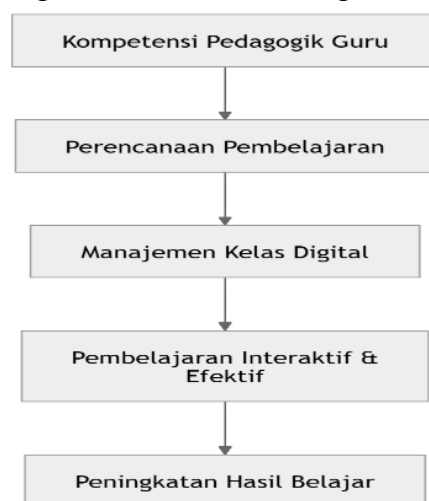 Kompetensi Pedagogik Guru
Perencanaan Pembelajaran
Manajemen Kelas Digital
Pembelajaran Interaktif &
Efektif
Peningkatan Hasil Belajar